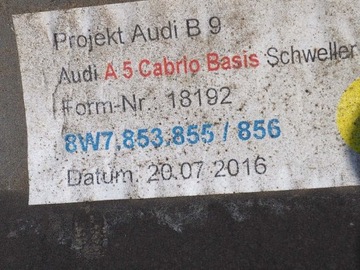 Projekt Audi B 9
Audi A 5 Cabrio Basis Schweller
Form-Nr.: 18192
8W7.853.855 / 856
Datum: 20.07 2016